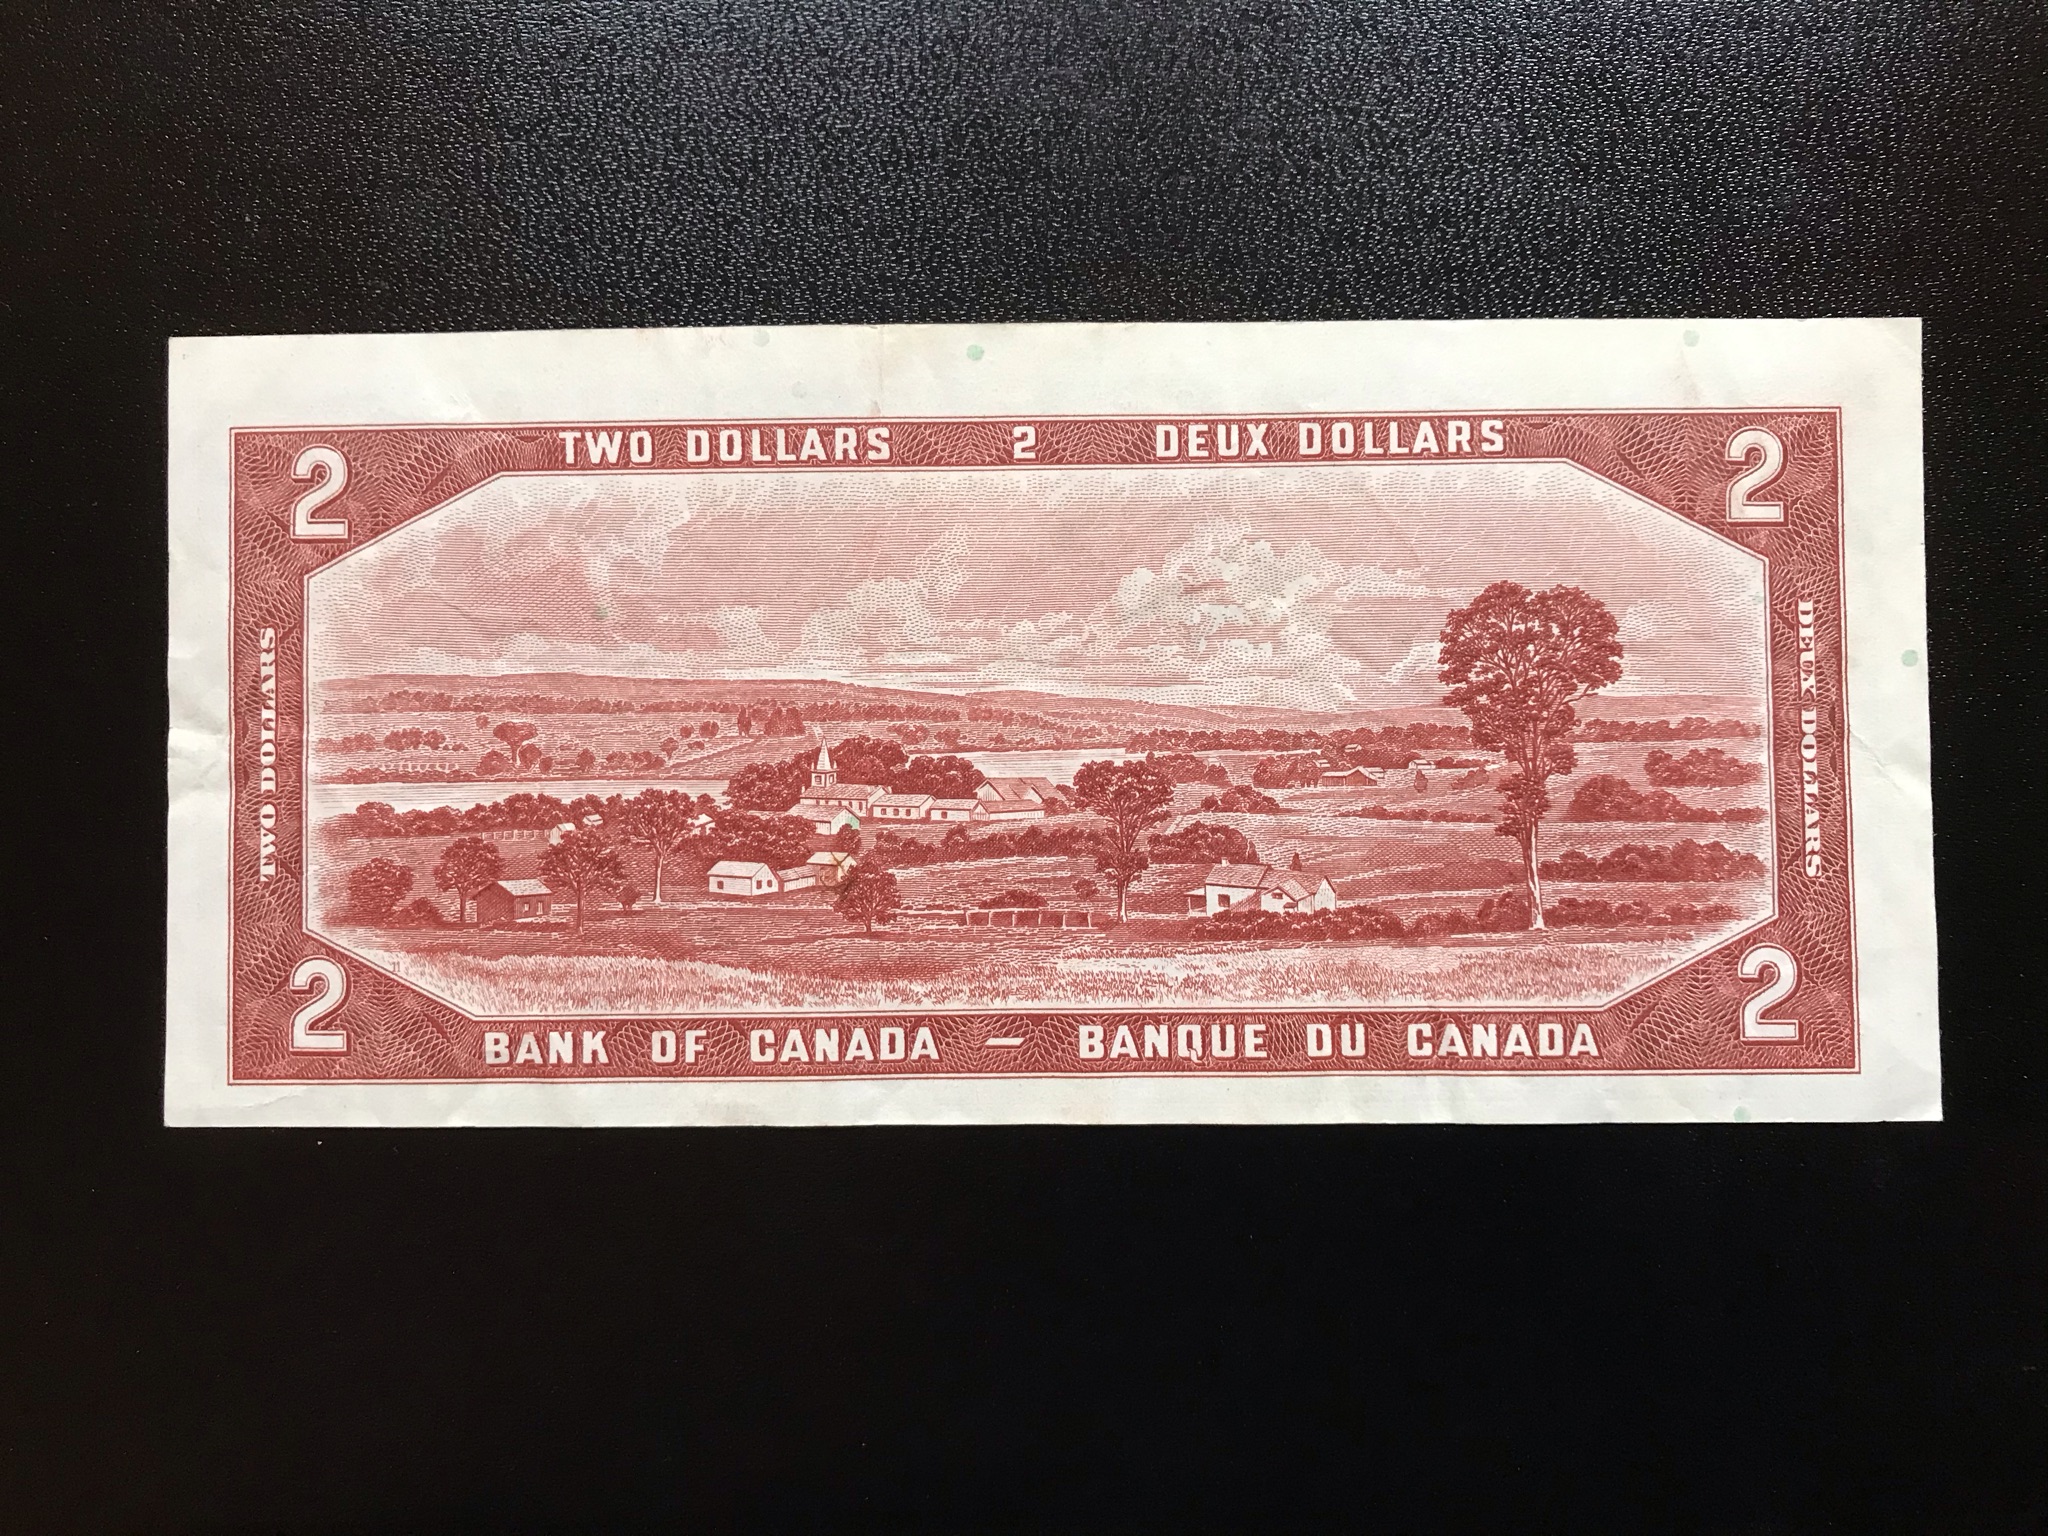 TWO DOLLARS 2 DEUX DOLLARS
2 2
TWO DOLLARS
DEUX DOLLARS
2 2
BANK OF CANADA – BANQUE DU CANADA